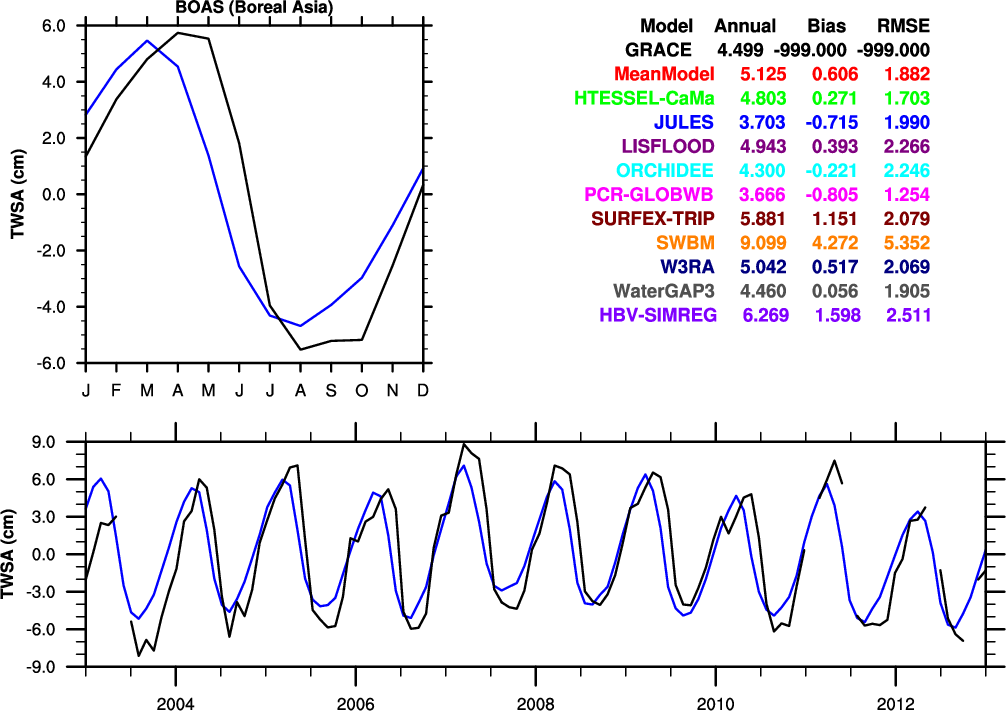 BOAS (Boreal Asia)
6.0
4.0
2.0
0.0
-2.0
-4.0
-6.0
TWSA (cm)
J F M A M J J A S O N D
Model Annual Bias RMSE
GRACE 4.499 -999.000 -999.000
MeanModel 5.125 0.606 1.882
HTESSEL-CaMa 4.803 0.271 1.703
JULES 3.703 -0.715 1.990
LISFLOOD 4.943 0.393 2.266
ORCHIDEE 4.300 -0.221 2.246
PCR-GLOBWB 3.666 -0.805 1.254
SURFEX-TRIP 5.881 1.151 2.079
SWBM 9.099 4.272 5.352
W3RA 5.042 0.517 2.069
WaterGAP3 4.460 0.056 1.905
HBV-SIMREG 6.269 1.598 2.511
9.0
6.0
3.0
0.0
-3.0
-6.0
-9.0
TWSA (cm)
2004 2006 2008 2010 2012